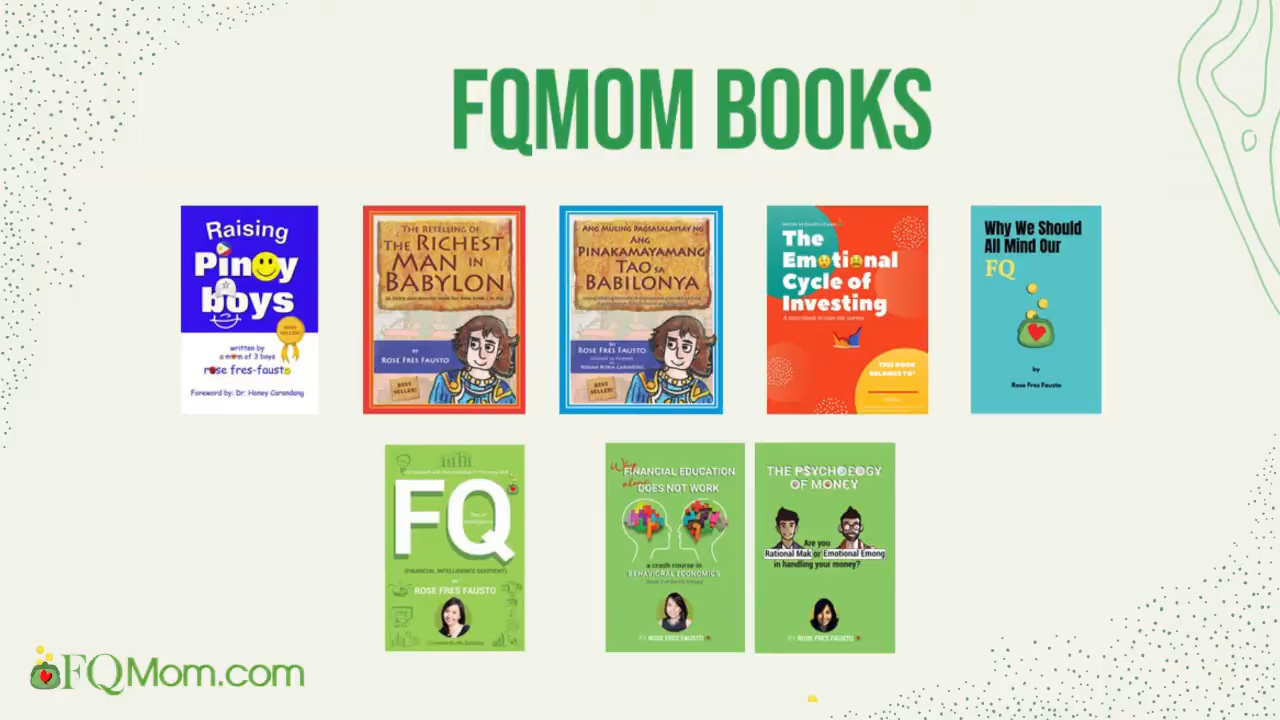 FQMOM BOOKS
Raising
Pinoy
boys
written by
a mom of 3 boys
rose fres-fausto
Foreword by: Dr. Honey Carandang
THE RETELLING OF
THE RICHEST
MAN IN
BABYLON
BY
ROSE FRES FAUSTO
BEST
SELLER!
ANG MULING PAGSASALAYSAY NG
ANG
PINAKAMAYAMANG
TAO SA
BABILONYA
BY
ROSE FRES FAUSTO
BEST
SELLER!
The
Emotional
Cycle of
Investing
THIS BOOK
BELONGS TO
Why We Should
All Mind Our
FQ
by
Rose Fres Fausto
FQ
(FINANCIAL INTELLIGENCE QUOTIENT)
BY
ROSE FRES FAUSTO
Why FINANCIAL EDUCATION
alone DOES NOT WORK
a crash course in
BEHAVIORAL ECONOMICS
BY ROSE FRES FAUSTO
THE PSYCHOLOGY
OF MONEY
Are you
Rational Mak or Emotional Emong
in handling your money?
BY ROSE FRES FAUSTO
FQMom.com